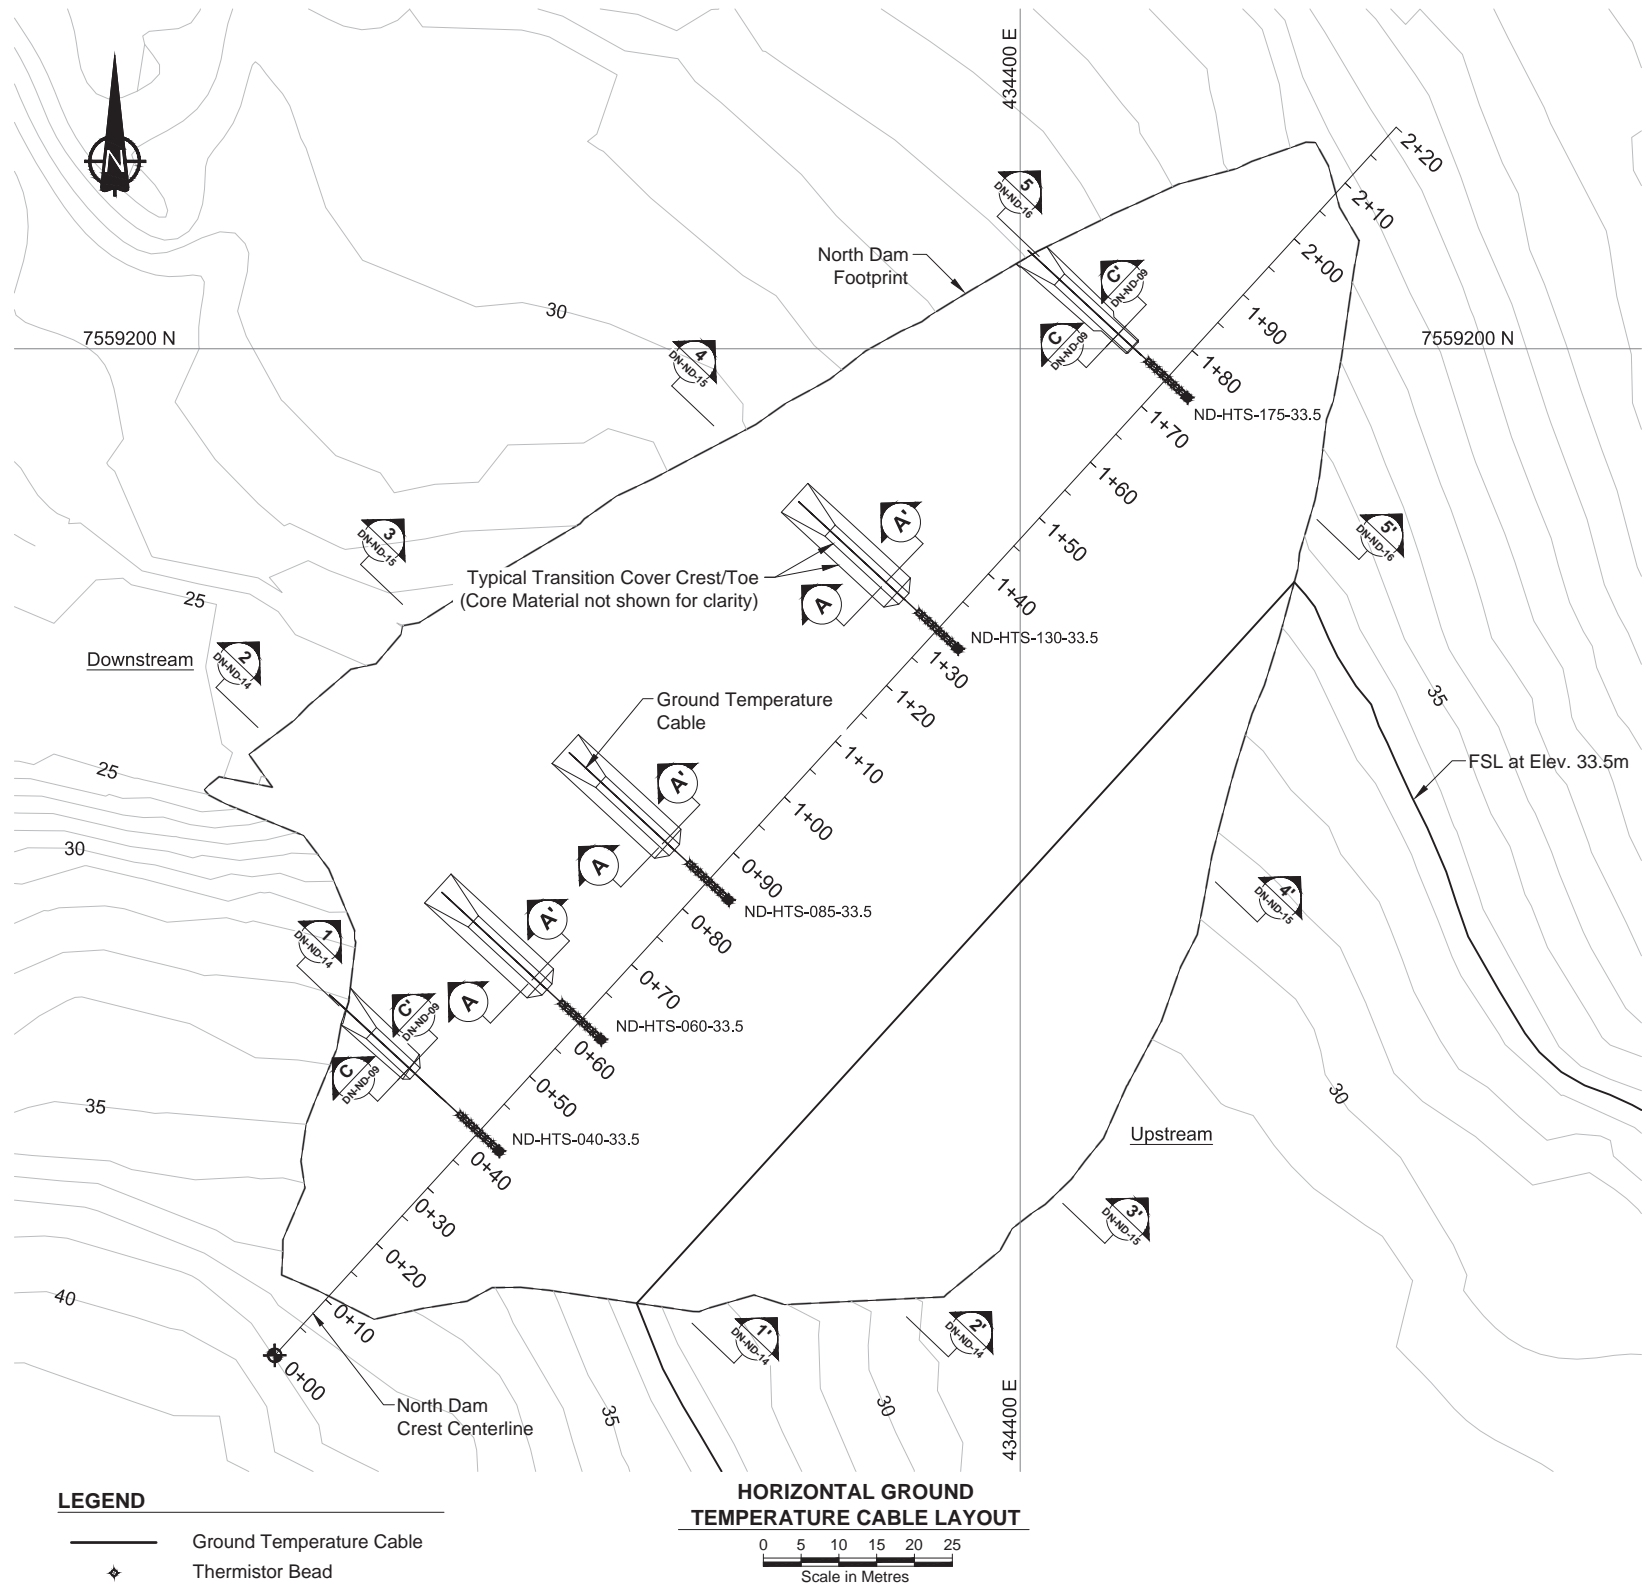 434400 E
N
2+20
5
DN-ND-16
2+10
North Dam
Footprint
2+00
C'
DN-ND-09
30
1+90
7559200 N
7559200 N
C
DN-ND-09
4
DN-ND-15
1+80
ND-HTS-175-33.5
1+70
1+60
A'
3
DN-ND-15
5'
DN-ND-16
1+50
Typical Transition Cover Crest/Toe
(Core Material not shown for clarity)
A
1+40
25
ND-HTS-130-33.5
Downstream
2
DN-ND-14
1+30
35
Ground Temperature
Cable
1+20
FSL at Elev. 33.5m
1+10
25
A'
1+00
30
A
0+90
4'
DN-ND-15
ND-HTS-085-33.5
A'
0+80
1
DN-ND-14
0+70
A
C'
DN-ND-09
ND-HTS-060-33.5
0+60
C
DN-ND-09
30
0+50
35
ND-HTS-040-33.5
Upstream
0+40
0+30
3'
DN-ND-15
0+20
40
0+10
1'
DN-ND-14
2'
DN-ND-14
0+00
North Dam
Crest Centerline
35
30
434400 E
LEGEND
Ground Temperature Cable
Thermistor Bead
HORIZONTAL GROUND
TEMPERATURE CABLE LAYOUT
0 5 10 15 20 25
Scale in Metres